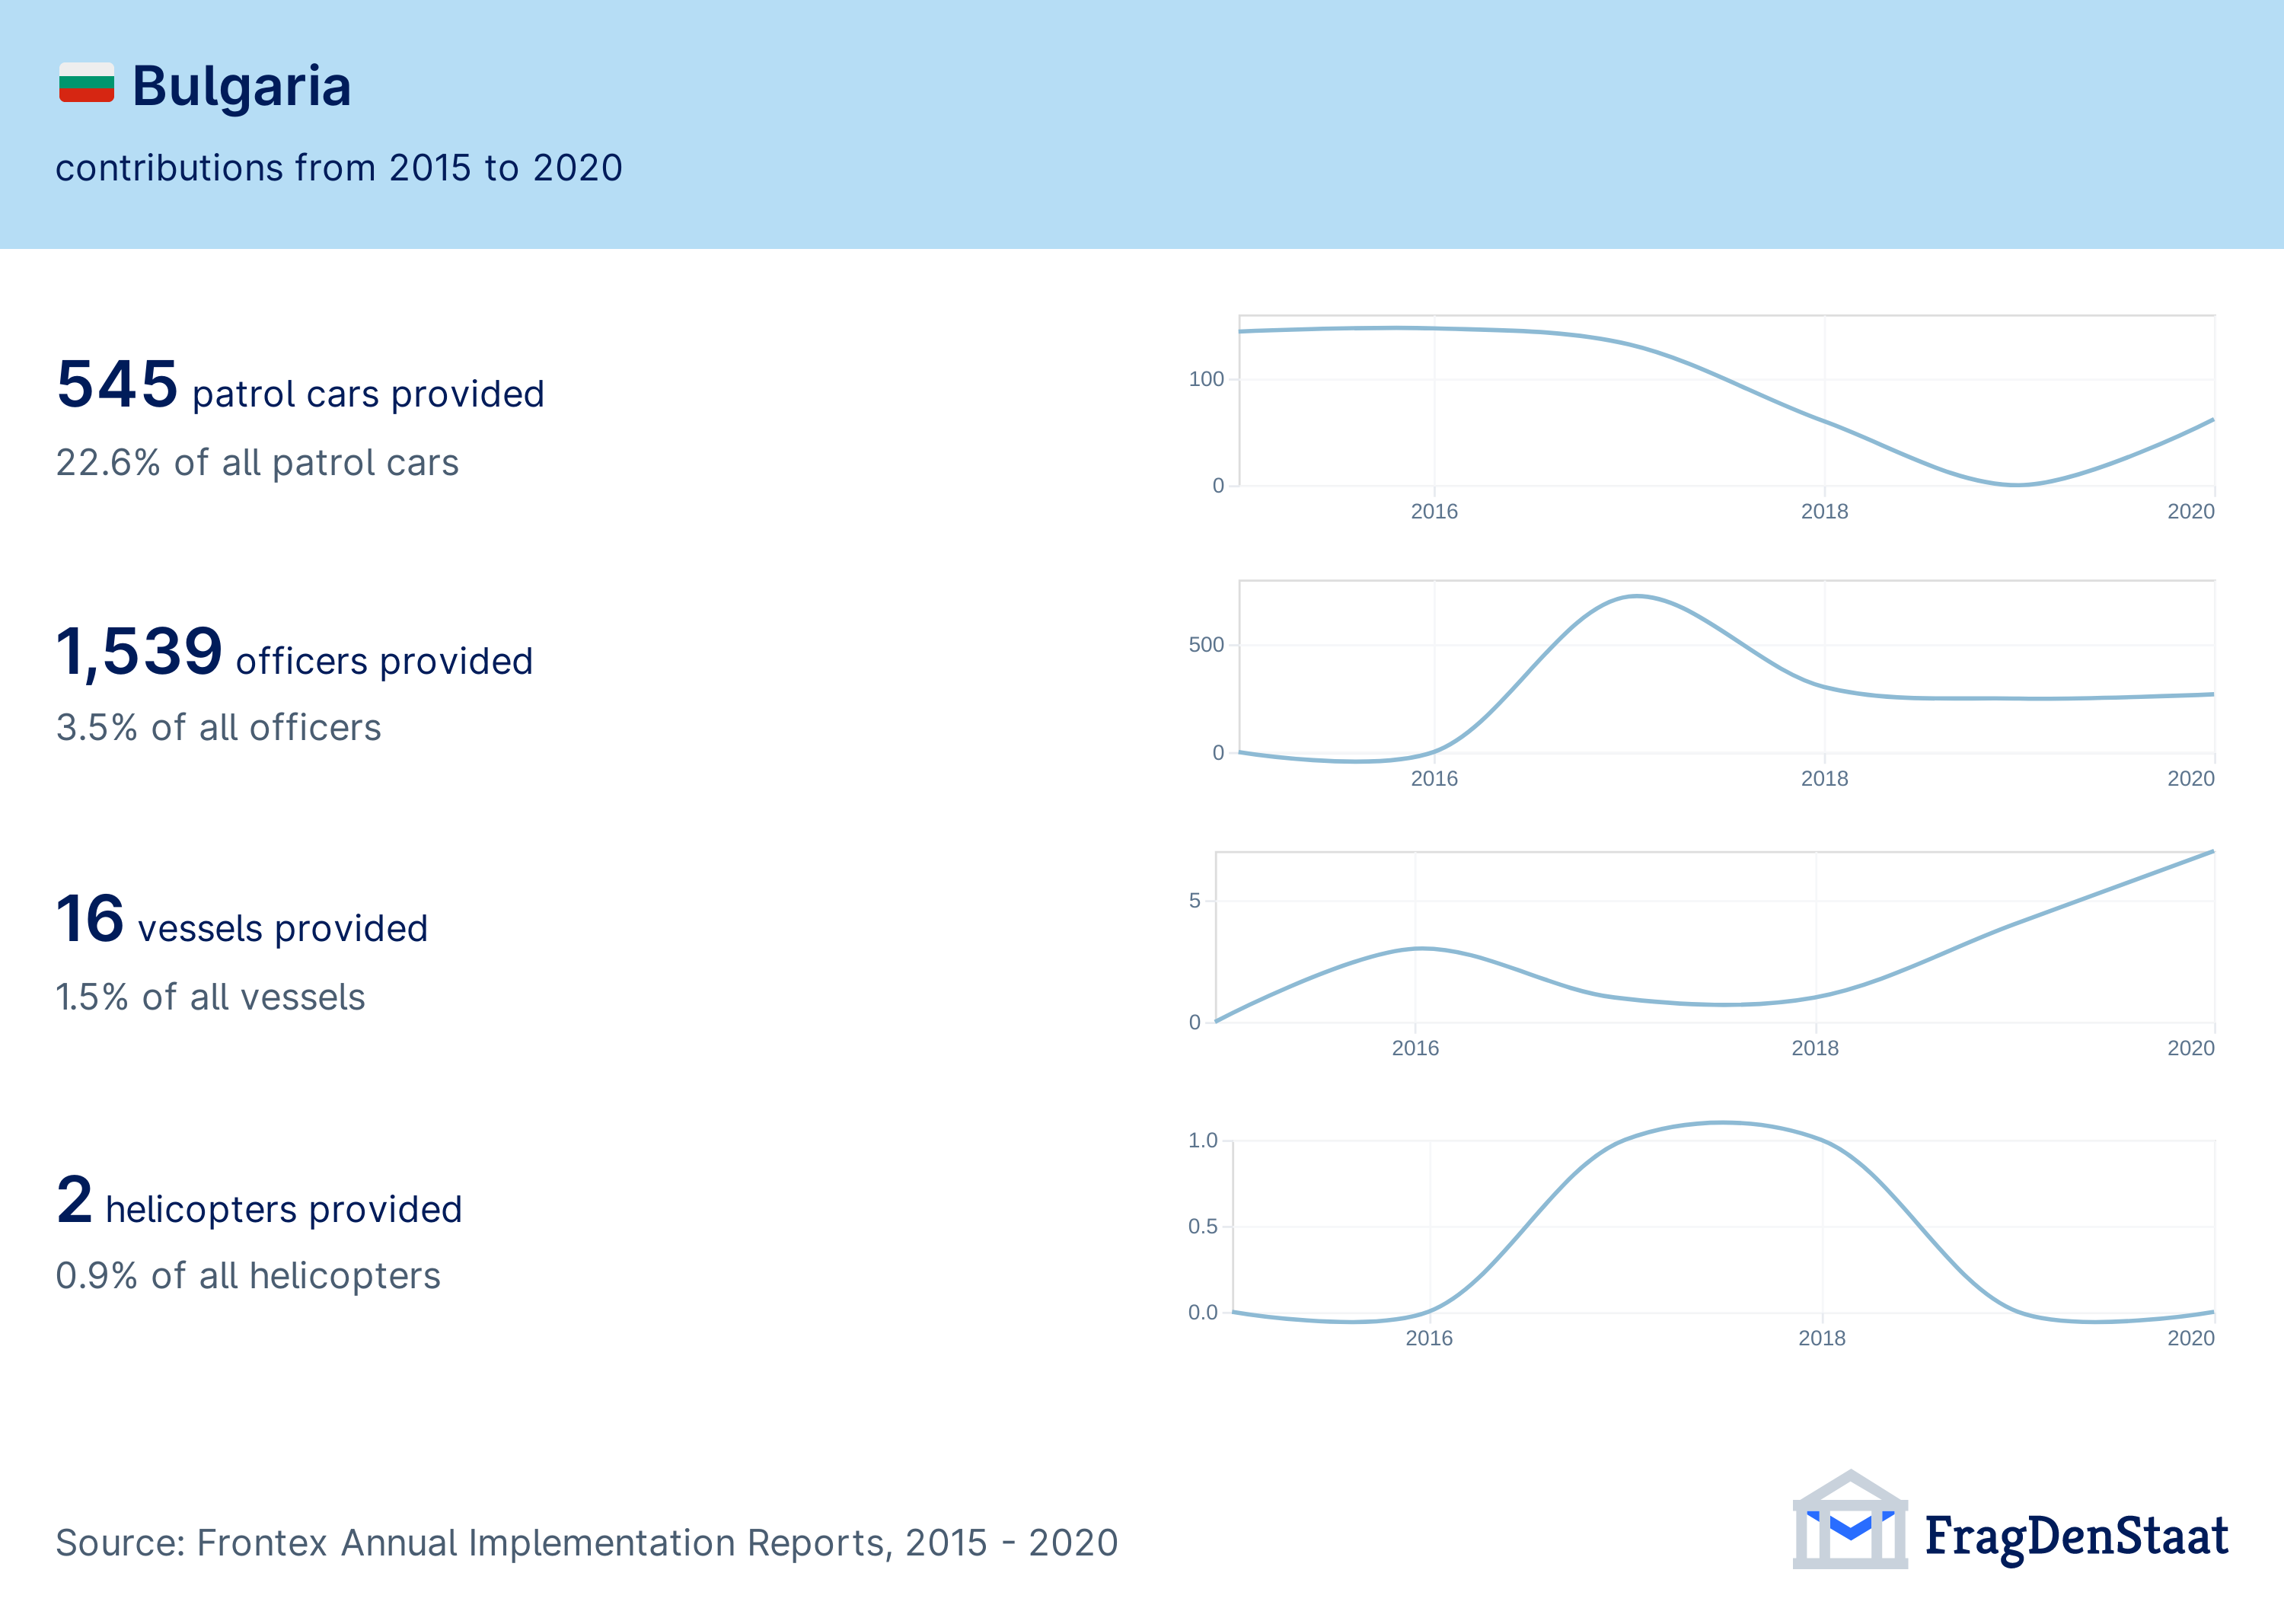 Bulgaria
contributions from 2015 to 2020
545 patrol cars provided
22.6% of all patrol cars
100
0
2016 2018 2020
1,539 officers provided
3.5% of all officers
500
0
2016 2018 2020
16 vessels provided
1.5% of all vessels
5
0
2016 2018 2020
2 helicopters provided
0.9% of all helicopters
1.0
0.5
0.0
2016 2018 2020
Source: Frontex Annual Implementation Reports, 2015 - 2020
FragDenStaat